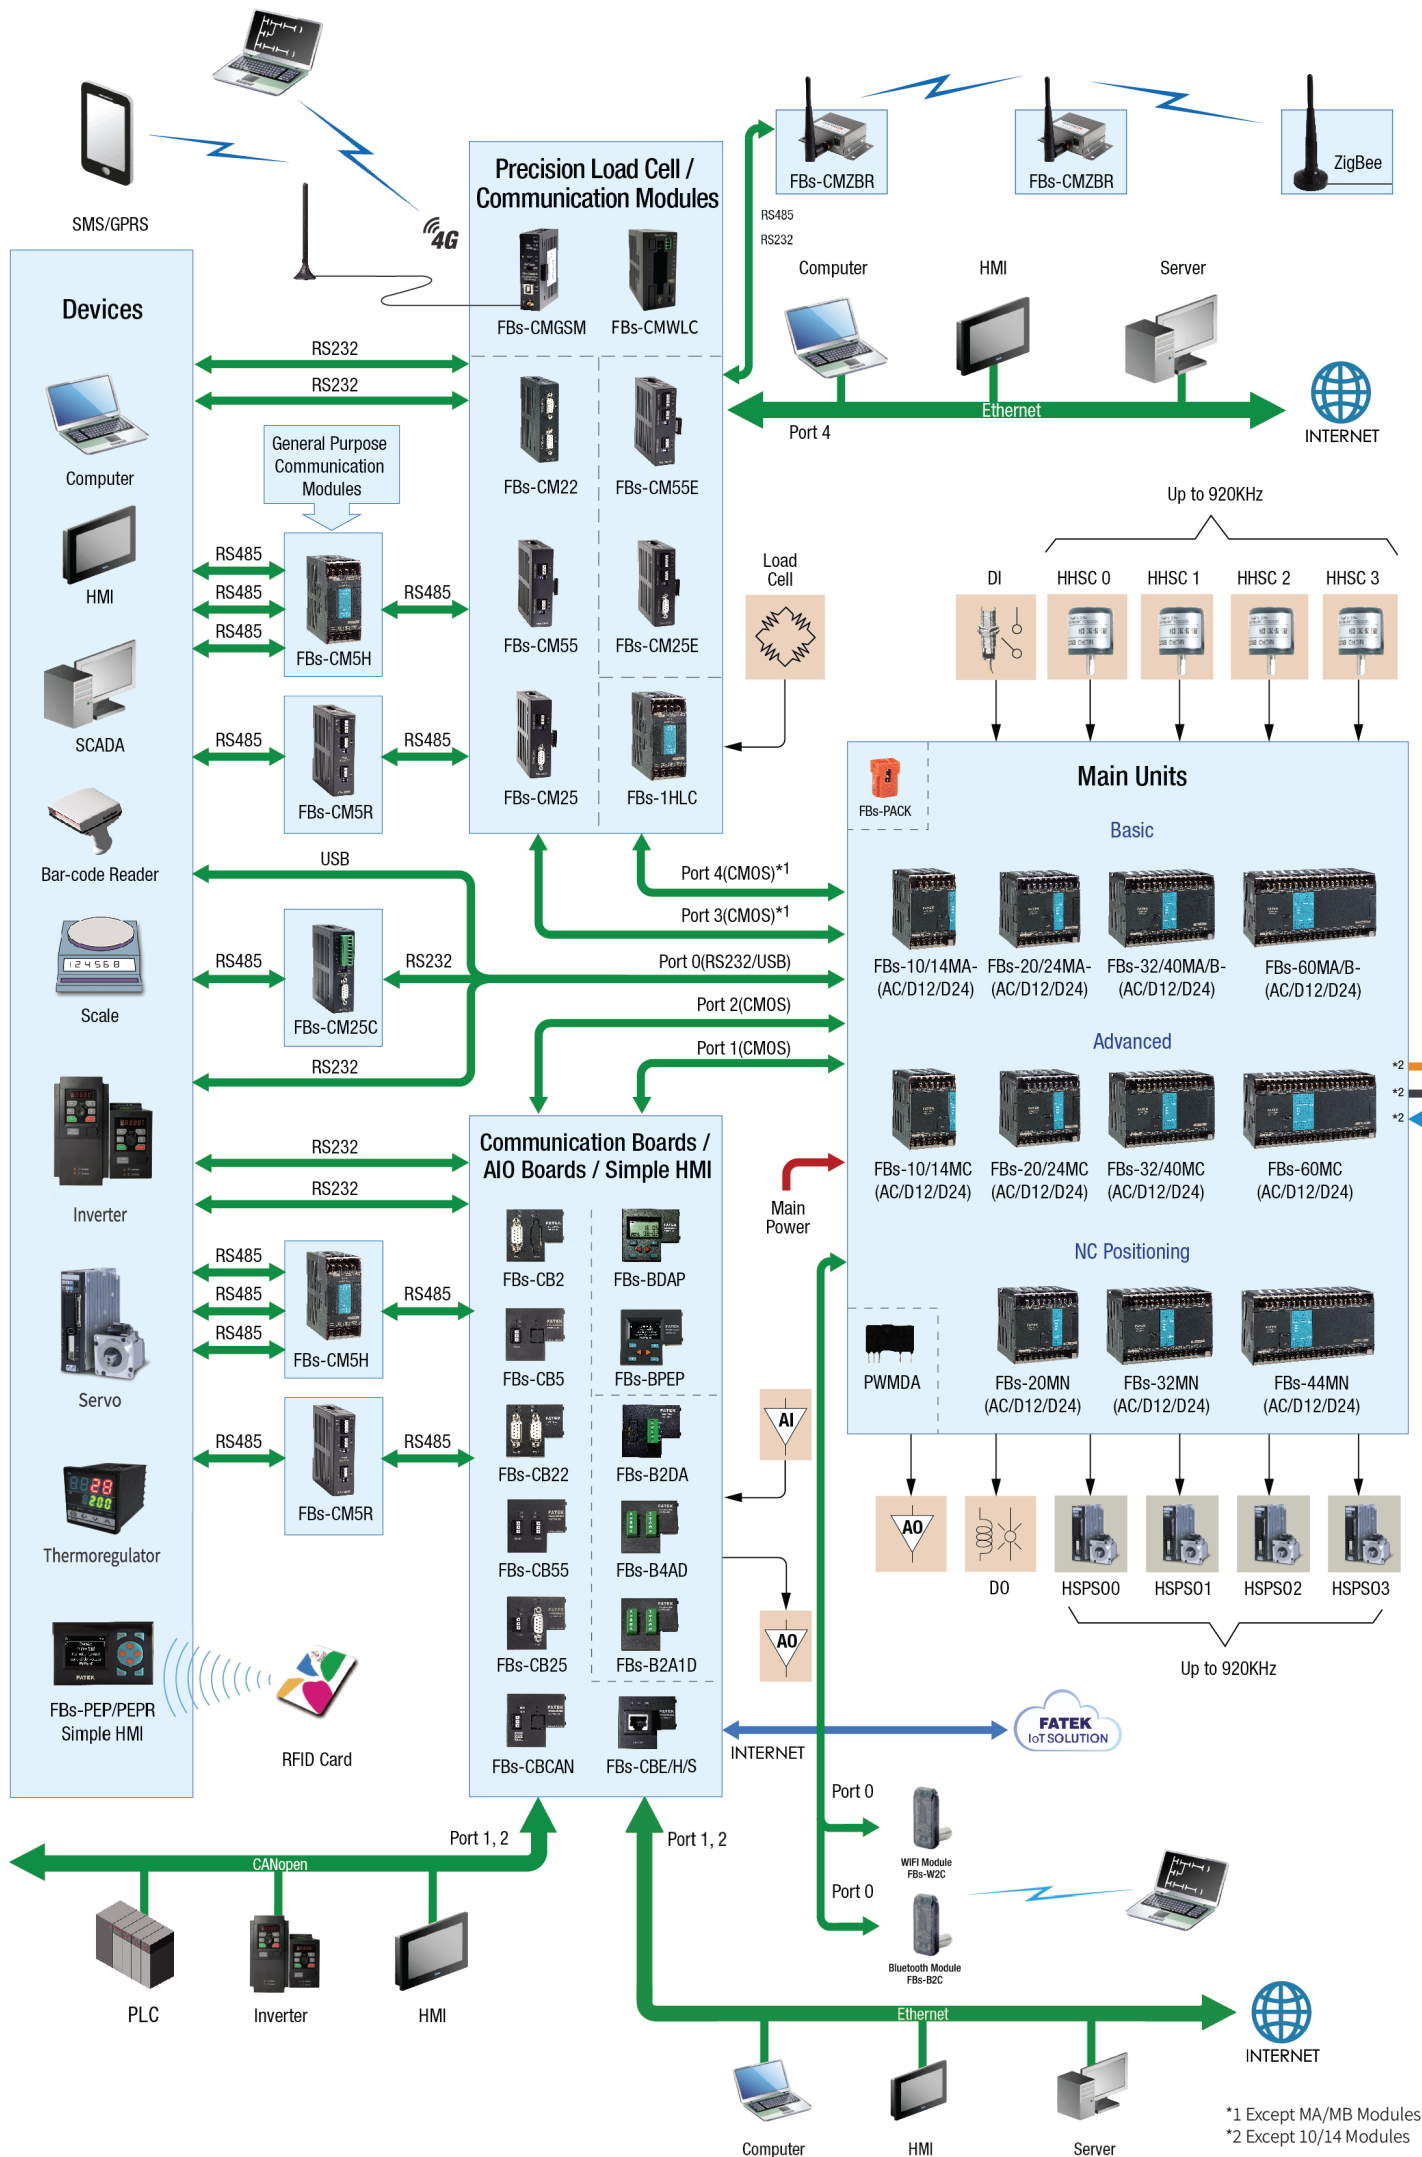 SMS/GPRS
4G
Precision Load Cell /
Communication Modules
FBs-CMGSM
FBs-CMWLC
FBs-CM22
FBs-CM55E
FBs-CM55
FBs-CM25E
FBs-CM25
FBs-1HLC
FBs-CMZBR
FBs-CMZBR
ZigBee
RS485
RS232
Computer
HMI
Server
Ethernet
Port 4
INTERNET
Devices
Computer
HMI
SCADA
Bar-code Reader
124568
Scale
Inverter
Servo
Thermoregulator
FATEK
FBs-PEP/PEPR
Simple HMI
RFID Card
RS232
RS232
General Purpose
Communication
Modules
RS485
RS485
RS485
FBs-CM5H
RS485
RS485
FBs-CM5R
RS485
USB
RS485
FBs-CM25C
RS232
RS232
RS232
RS232
RS485
RS485
RS485
FBs-CM5H
RS485
RS485
FBs-CM5R
RS485
Load
Cell
Up to 920KHz
DI
HHSC 0
HHSC 1
HHSC 2
HHSC 3
Port 4(CMOS)*1
Port 3(CMOS)*1
Port 0(RS232/USB)
Port 2(CMOS)
Port 1(CMOS)
Main
Power
FBs-PACK
Main Units
Basic
FBs-10/14MA-
(AC/D12/D24)
FBs-20/24MA-
(AC/D12/D24)
FBs-32/40MA/B-
(AC/D12/D24)
FBs-60MA/B-
(AC/D12/D24)
Advanced
*2
*2
*2
FBs-10/14MC
(AC/D12/D24)
FBs-20/24MC
(AC/D12/D24)
FBs-32/40MC
(AC/D12/D24)
FBs-60MC
(AC/D12/D24)
NC Positioning
PWMDA
FBs-20MN
(AC/D12/D24)
FBs-32MN
(AC/D12/D24)
FBs-44MN
(AC/D12/D24)
AO
DO
HSPSO0
HSPSO1
HSPSO2
HSPSO3
Up to 920KHz
Communication Boards /
AIO Boards / Simple HMI
FBs-CB2
FBs-BDAP
FBs-CB5
FBs-BPEP
FBs-CB22
FBs-B2DA
FBs-CB55
FBs-B4AD
FBs-CB25
FBs-B2A1D
FBs-CBCAN
FBs-CBE/H/S
AI
AO
INTERNET
FATEK
IoT SOLUTION
Port 0
WIFI Module
FBs-W2C
Port 0
Bluetooth Module
FBs-B2C
Port 1, 2
Port 1, 2
CANopen
PLC
Inverter
HMI
Ethernet
INTERNET
Computer
HMI
Server
*1 Except MA/MB Modules
*2 Except 10/14 Modules